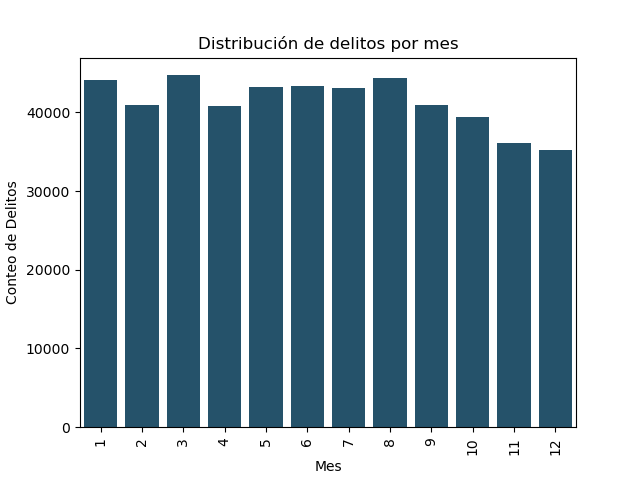 Distribución de delitos por mes
Conteo de Delitos
40000
30000
20000
10000
0
1 2 3 4 5 6 7 8 9 10 11 12
Mes